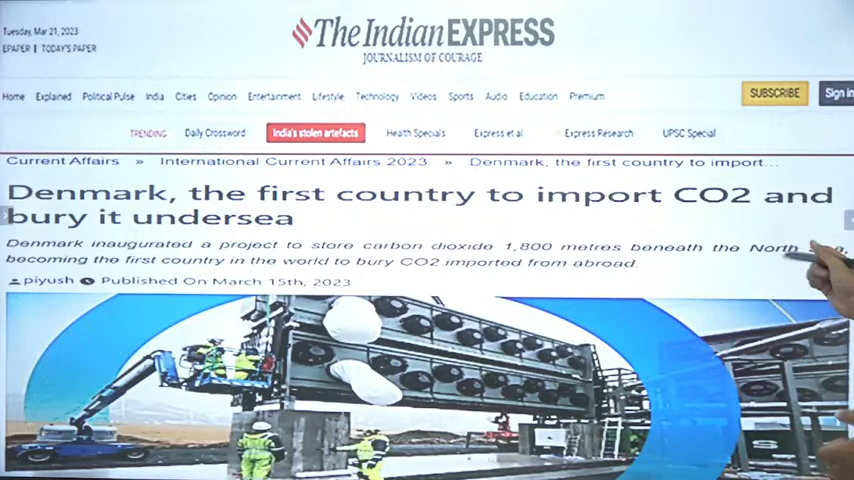 Tuesday, Mar 21, 2023
EPAPER | TODAY'S PAPER
The Indian EXPRESS
JOURNALISM OF COURAGE
Home Explained Political Pulse India Cities Opinion Entertainment Lifestyle Technology Videos Sports Audio Education Premium SUBSCRIBE Sign in
TRENDING Daily Crossword India's stolen artefacts Health Specials Express et al Express Research UPSC Special
Current Affairs » International Current Affairs 2023 » Denmark, the first country to import...
Denmark, the first country to import CO2 and
bury it undersea
Denmark inaugurated a project to store carbon dioxide 1,800 metres beneath the North
becoming the first country in the world to bury CO2 imported from abroad.
piyush Published On March 15th, 2023